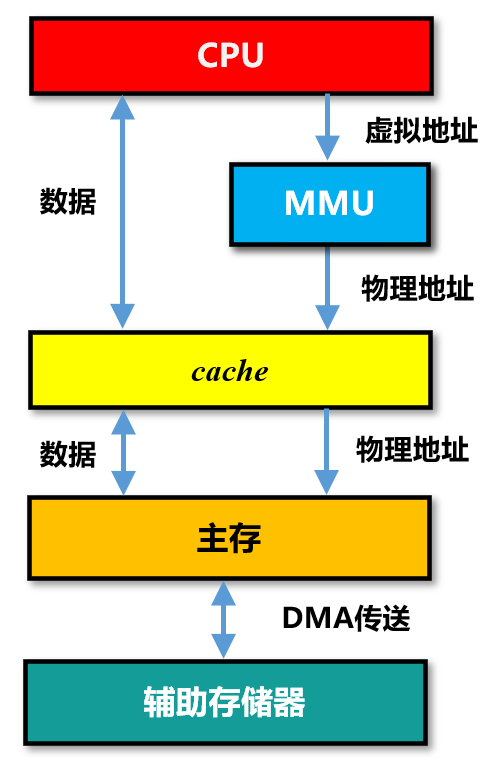 CPU
虚拟地址
数据
MMU
物理地址
cache
数据
物理地址
主存
DMA传送
辅助存储器